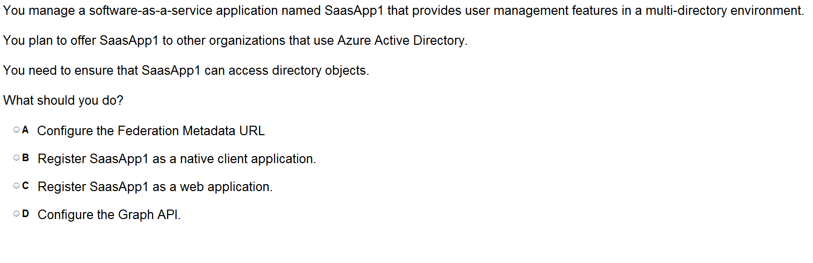 You manage a software-as-a-service application named SaasApp1 that provides user management features in a multi-directory environment.
You plan to offer SaasApp1 to other organizations that use Azure Active Directory.
You need to ensure that SaasApp1 can access directory objects.
What should you do?
A Configure the Federation Metadata URL
B Register SaasApp1 as a native client application.
C Register SaasApp1 as a web application.
D Configure the Graph API.